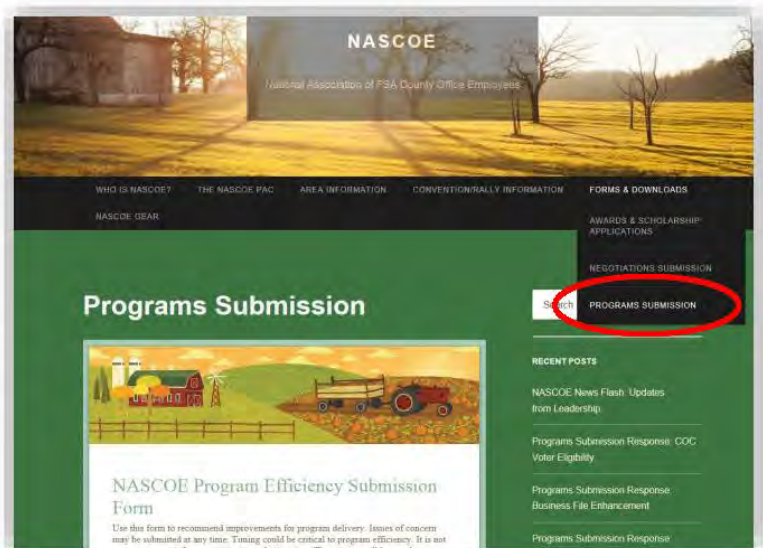 NASCOE
National Association of FSA County Office Employees
WHO IS NASCOE? THE NASCOE PAC AREA INFORMATION CONVENTION/RALLY INFORMATION FORMS & DOWNLOADS
NASCOE GEAR
AWARDS & SCHOLARSHIP
APPLICATIONS
NEGOTIATIONS SUBMISSION
PROGRAMS SUBMISSION
Programs Submission
Search
RECENT POSTS
NASCOE News Flash: Updates
from Leadership.
Programs Submission Response: COC
Voter Eligibility
Programs Submission Response:
Business File Enhancement
Programs Submission Response
NASCOE Program Efficiency Submission
Form
Use this form to recommend improvements for program delivery. Issues of concern
may be submitted at any time. Timing could be critical to program efficiency. It is not